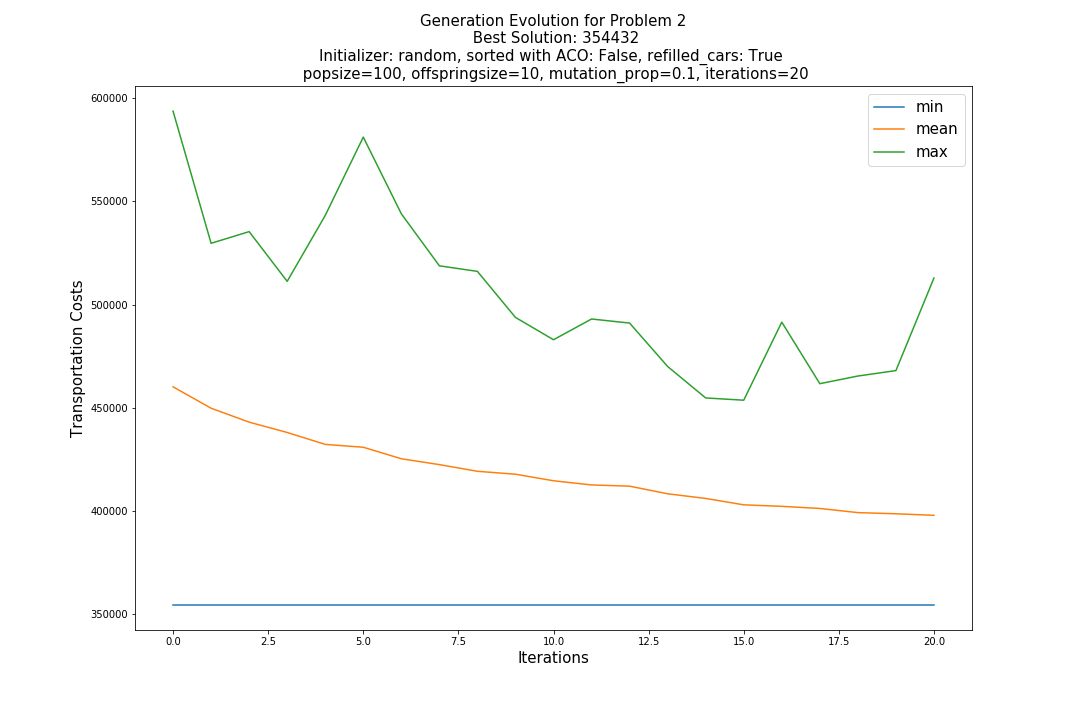 Generation Evolution for Problem 2
Best Solution: 354432
Initializer: random, sorted with ACO: False, refilled_cars: True
popsize=100, offspringsize=10, mutation_prop=0.1, iterations=20
min
mean
max
Transportation Costs
600000
550000
500000
450000
400000
350000
0.0 2.5 5.0 7.5 10.0 12.5 15.0 17.5 20.0
Iterations